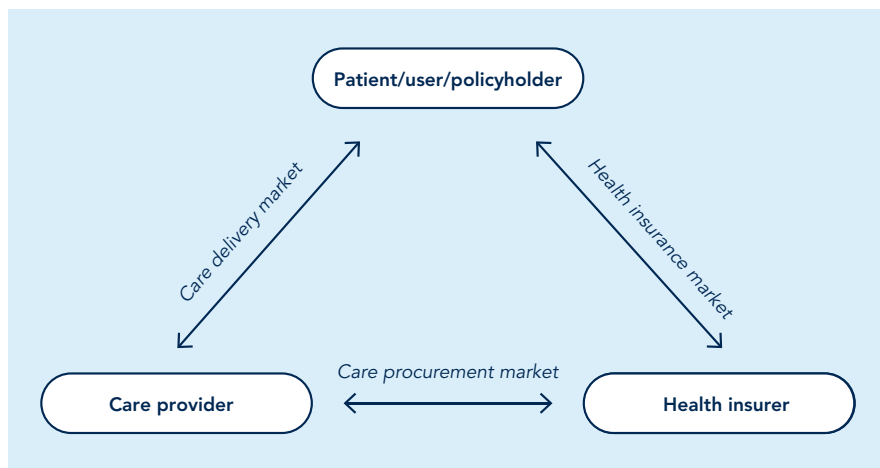 Patient/user/policyholder
Care delivery market
Health insurance market
Care procurement market
Care provider
Health insurer